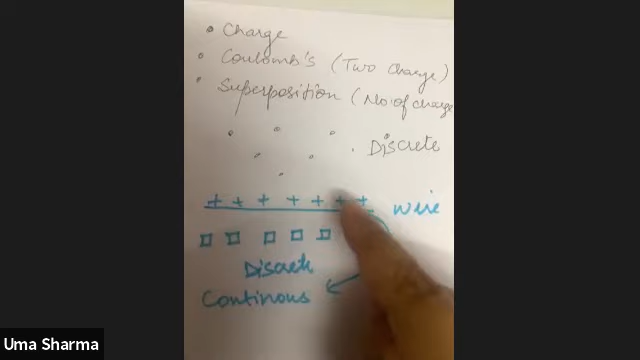 Charge
Coulomb's (Two Charge)
Superposition (No. of charge
Discrete
+ + + + + + + Wire
Discrete
Continous
Uma Sharma